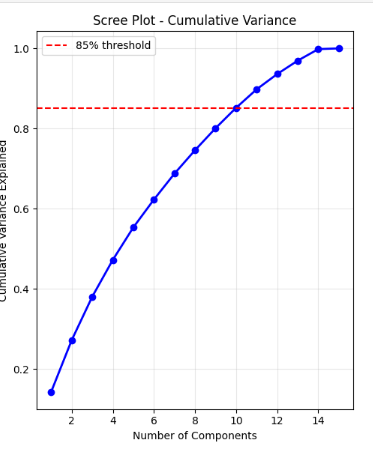 Scree Plot - Cumulative Variance
85% threshold
1.0
0.8
0.6
0.4
0.2
Cumulative Variance Explained
2 4 6 8 10 12 14
Number of Components